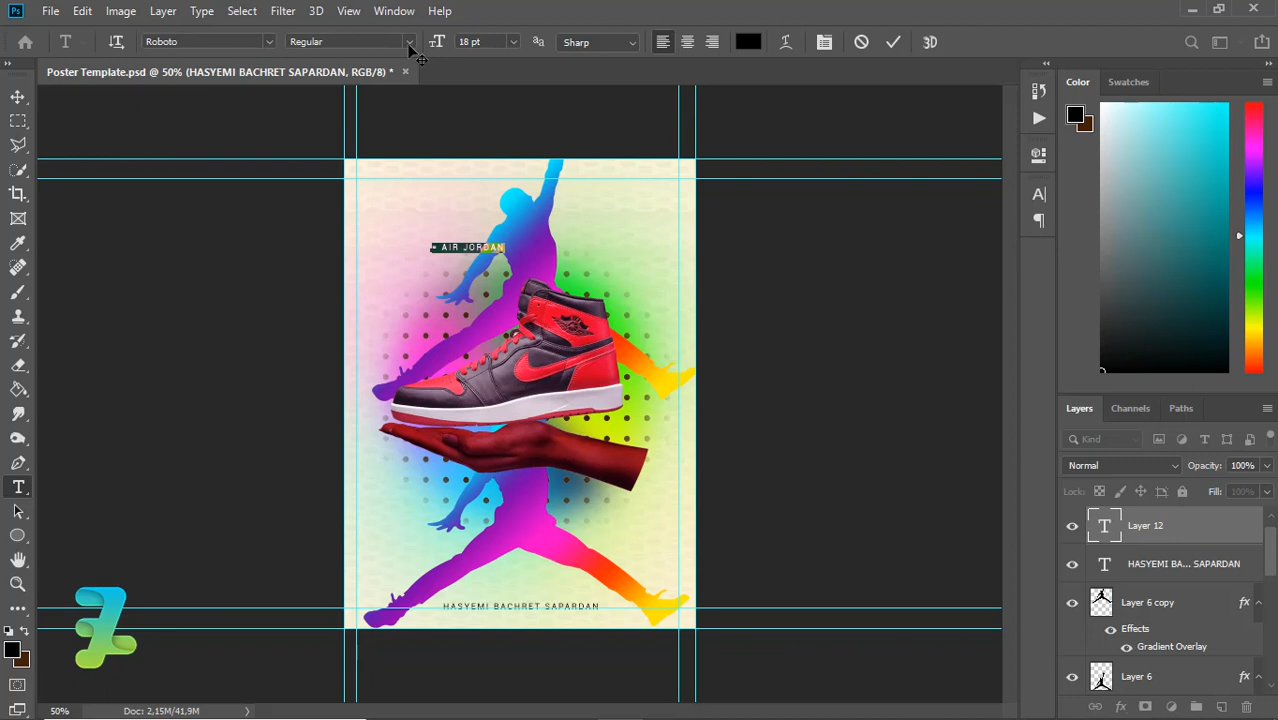 Ps File Edit Image Layer Type Select Filter 3D View Window Help
T Roboto Regular 18 pt Sharp 3D
Poster Template.psd @ 50% (HASYEMI BACHRET SAPARDAN, RGB/8) * ×
Color Swatches
AIR JORDAN
HASYEMI BACHRET SAPARDAN
Layers Channels Paths
Kind
Normal Opacity: 100%
Lock: Fill: 100%
Layer 12
HASYEMI BA... SAPARDAN
Layer 6 copy fx
Effects
Gradient Overlay
Layer 6 fx
50% Doc: 2,15M/41,9M